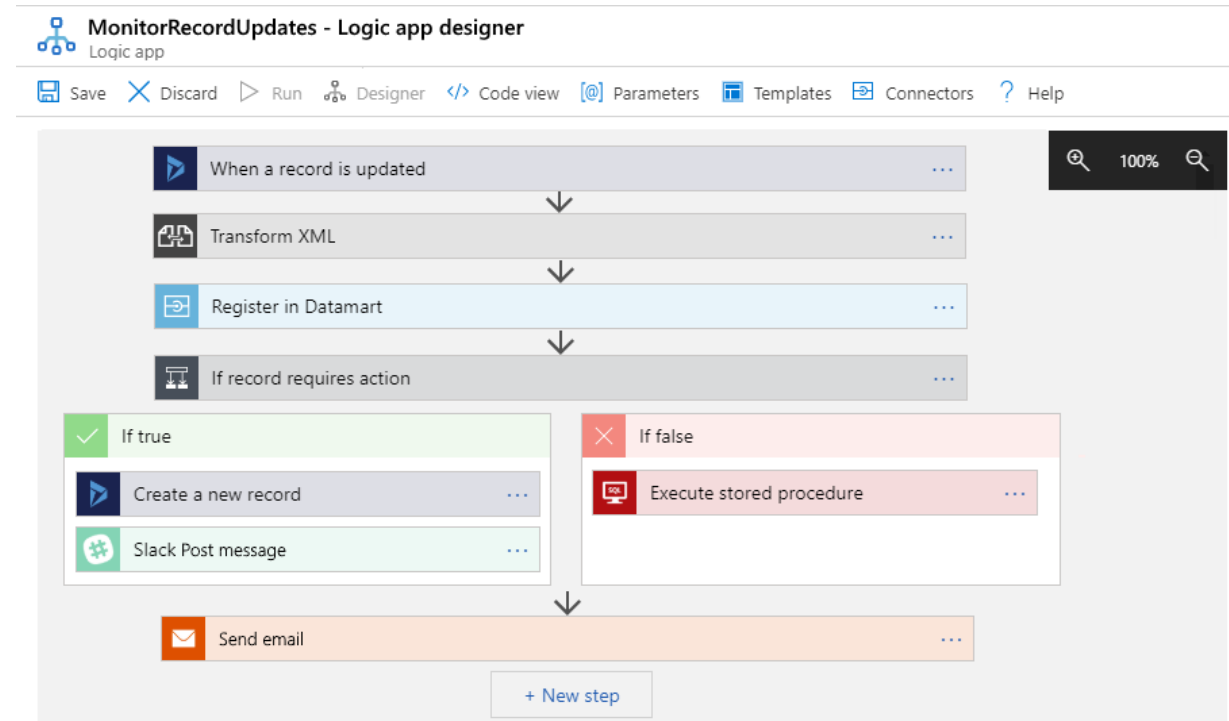 MonitorRecordUpdates - Logic app designer
Logic app
Save Discard Run Designer </> Code view [@] Parameters Templates Connectors ? Help
When a record is updated ...
100%
Transform XML ...
Register in Datamart ...
If record requires action ...
If true
If false
Create a new record ...
SQL Execute stored procedure ...
Slack Post message ...
Send email ...
+ New step